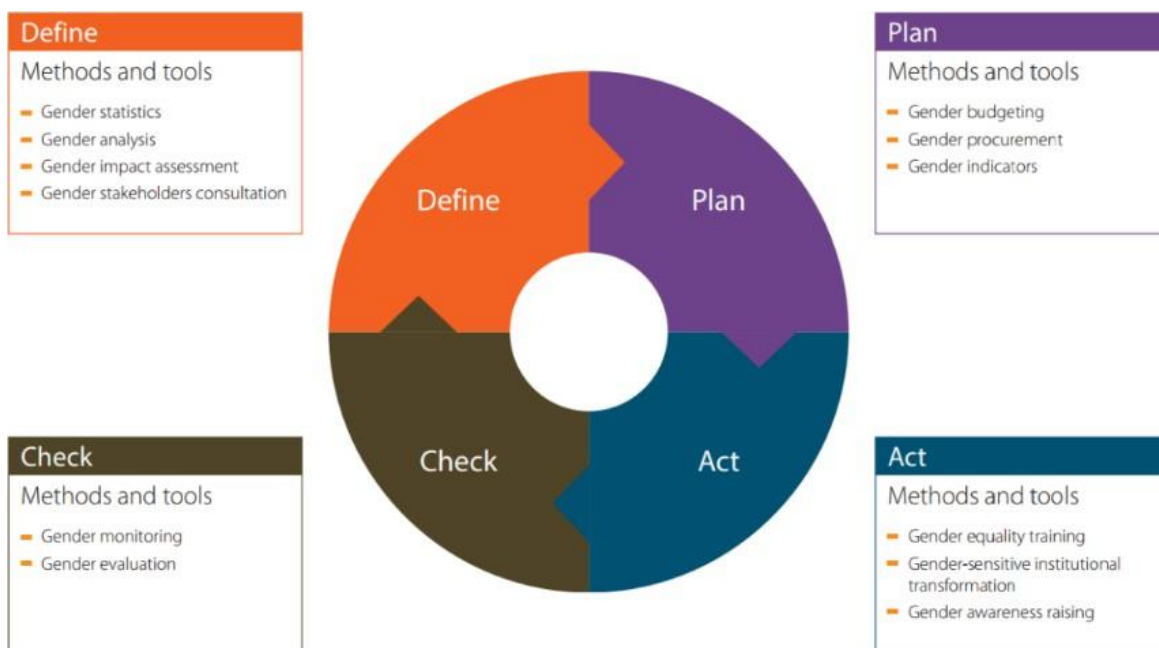 Define
Methods and tools
Gender statistics
Gender analysis
Gender impact assessment
Gender stakeholders consultation
Plan
Methods and tools
Gender budgeting
Gender procurement
Gender indicators
Define
Plan
Check
Act
Check
Methods and tools
Gender monitoring
Gender evaluation
Act
Methods and tools
Gender equality training
Gender-sensitive institutional
transformation
Gender awareness raising